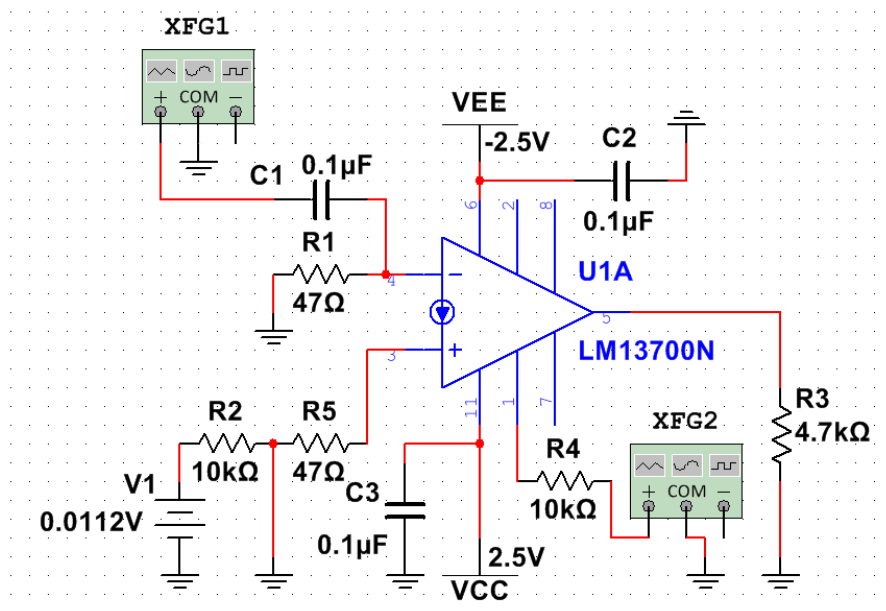 XFG1
+ COM −
VEE
-2.5V
C2
0.1µF
C1
0.1µF
6
2
8
R1
47Ω
4
−
U1A
5
LM13700N
3
+
11
1
7
R2
10kΩ
R5
47Ω
V1
0.0112V
C3
0.1µF
R4
10kΩ
XFG2
+ COM −
R3
4.7kΩ
2.5V
VCC